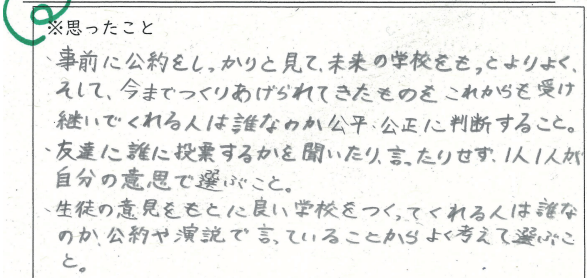 ※思ったこと
、事前に公約をしっかりと見て、未来の学校をもっとよりよく、
そして、今までつくりあげられてきたものをこれからも受け
継いでくれる人は誰なのか公平・公正に判断すること。
、友達に誰に投票するかを聞いたり、言ったりせず、1人1人が
自分の意思で選ぶこと。
、生徒の意見をもとに良い学校をつくってくれる人は誰な
のか、公約や演説で言っていることからよく考えて選ぶこ
と。